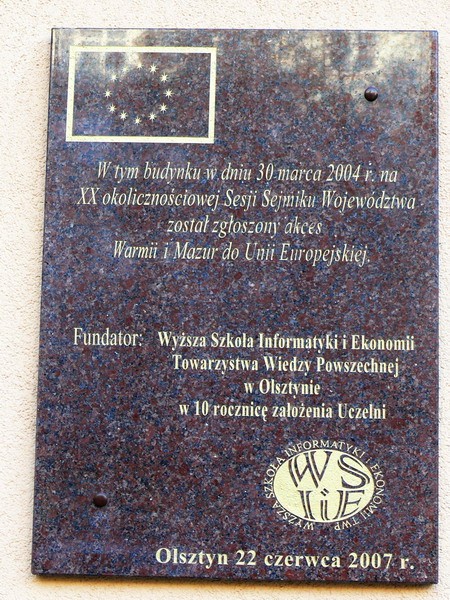 W tym budynku w dniu 30 marca 2004 r. na
XX okolicznościowej Sesji Sejmiku Województwa
został zgłoszony akces
Warmii i Mazur do Unii Europejskiej.
Fundator: Wyższa Szkoła Informatyki i Ekonomii
Towarzystwa Wiedzy Powszechnej
w Olsztynie
w 10 rocznicę założenia Uczelni
WYŻSZA SZKOŁA INFORMATYKI I EKONOMII TWP
WS
IiE
Olsztyn 22 czerwca 2007 r.